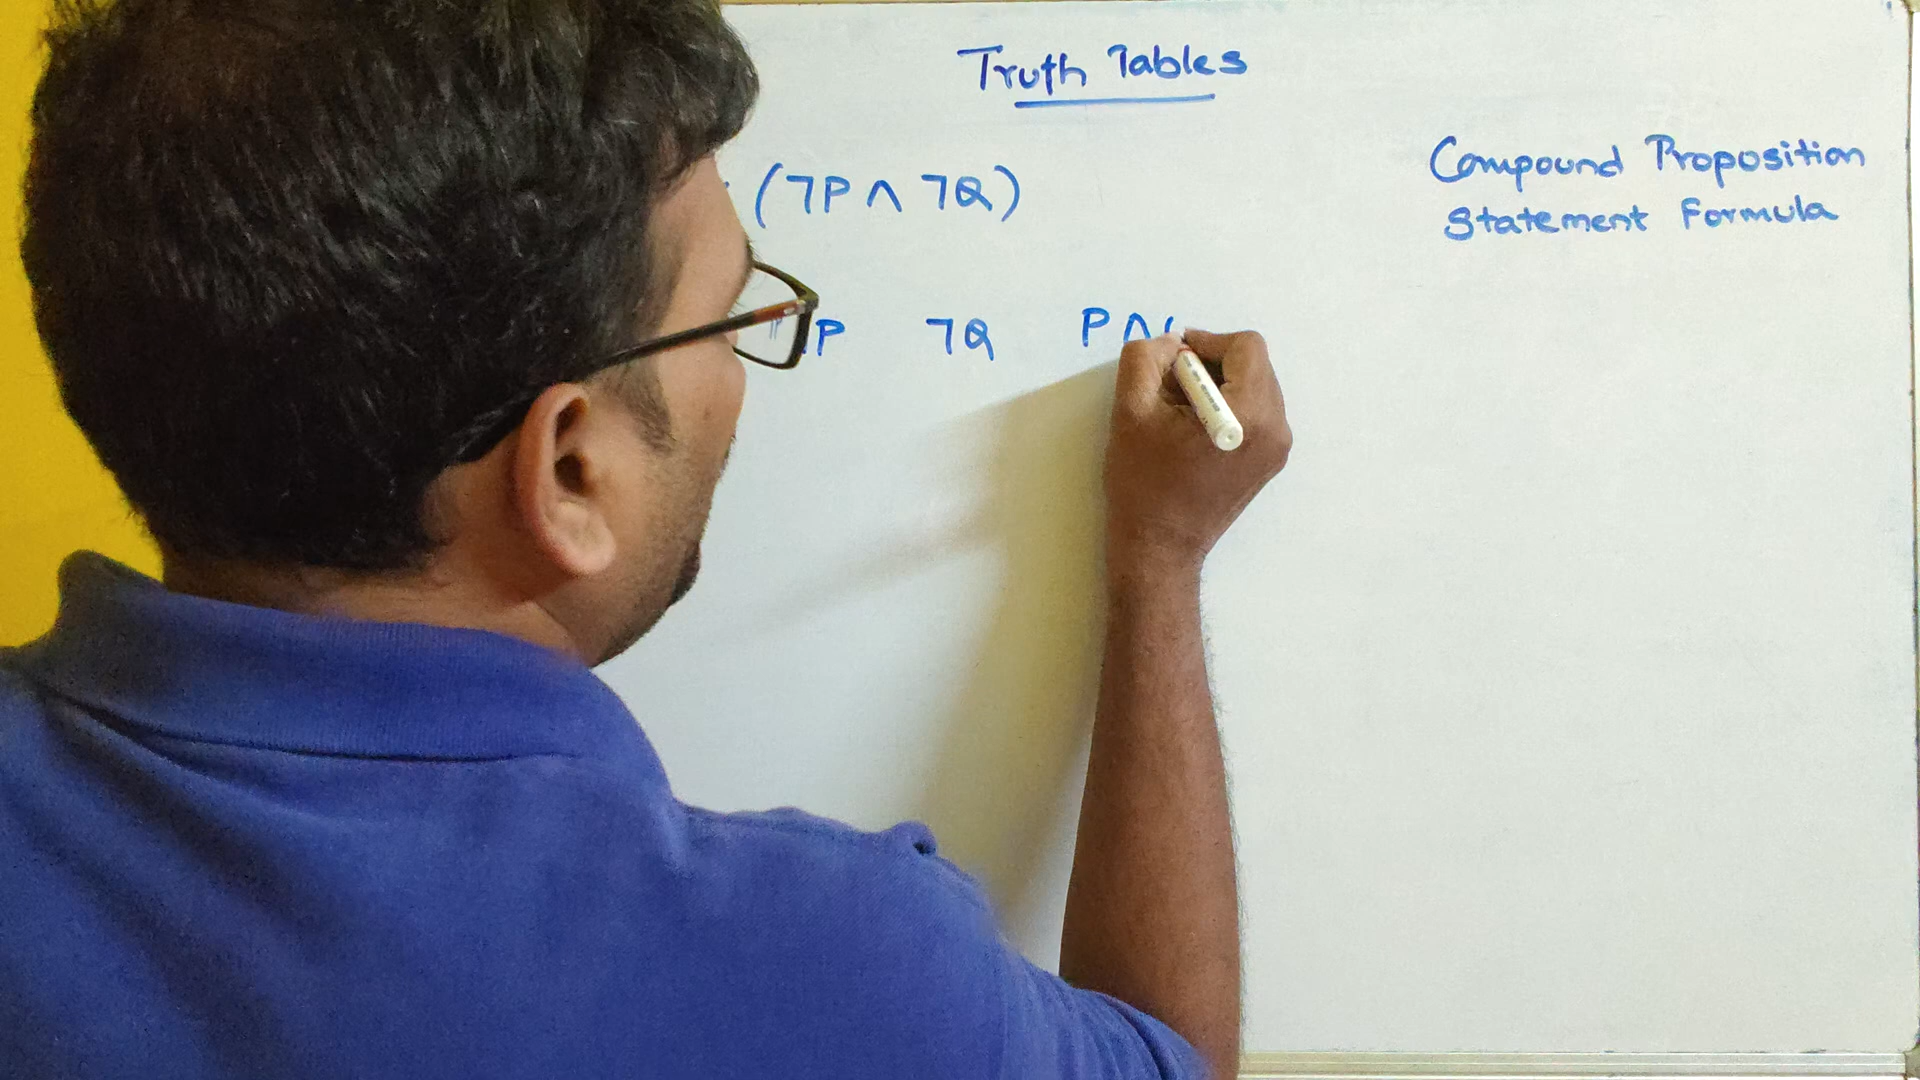 Truth Tables
Compound Proposition
Statement Formula
(¬P ∧ ¬Q)
¬P ¬Q P ∧